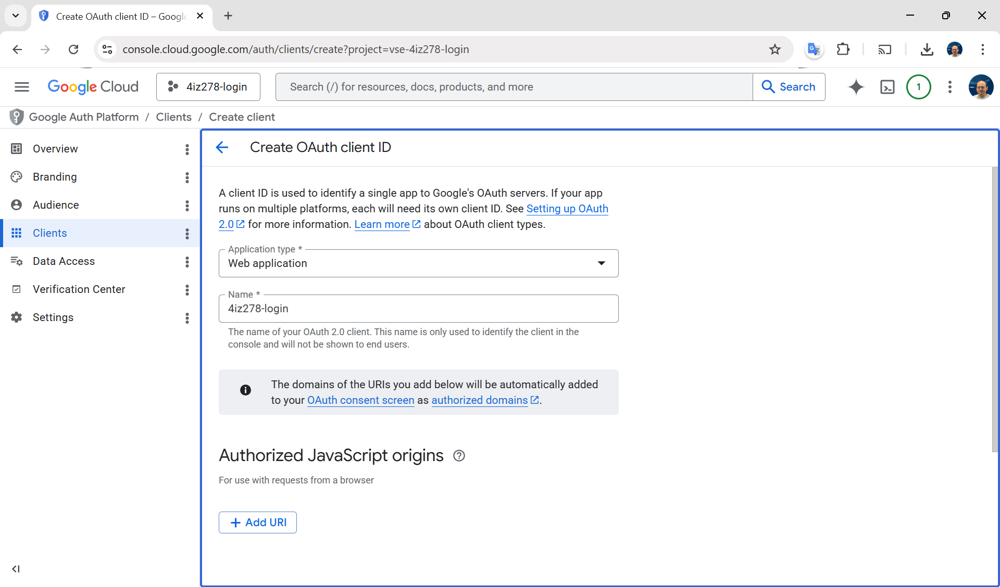 Create OAuth client ID – Google
console.cloud.google.com/auth/clients/create?project=vse-4iz278-login
Google Cloud
4iz278-login
Search (/) for resources, docs, products, and more
Search
1
Google Auth Platform / Clients / Create client
Overview
Branding
Audience
Clients
Data Access
Verification Center
Settings
Create OAuth client ID
A client ID is used to identify a single app to Google's OAuth servers. If your app
runs on multiple platforms, each will need its own client ID. See Setting up OAuth
2.0 for more information. Learn more about OAuth client types.
Application type *
Web application
Name *
4iz278-login
The name of your OAuth 2.0 client. This name is only used to identify the client in the
console and will not be shown to end users.
The domains of the URIs you add below will be automatically added
to your OAuth consent screen as authorized domains.
Authorized JavaScript origins
For use with requests from a browser
Add URI